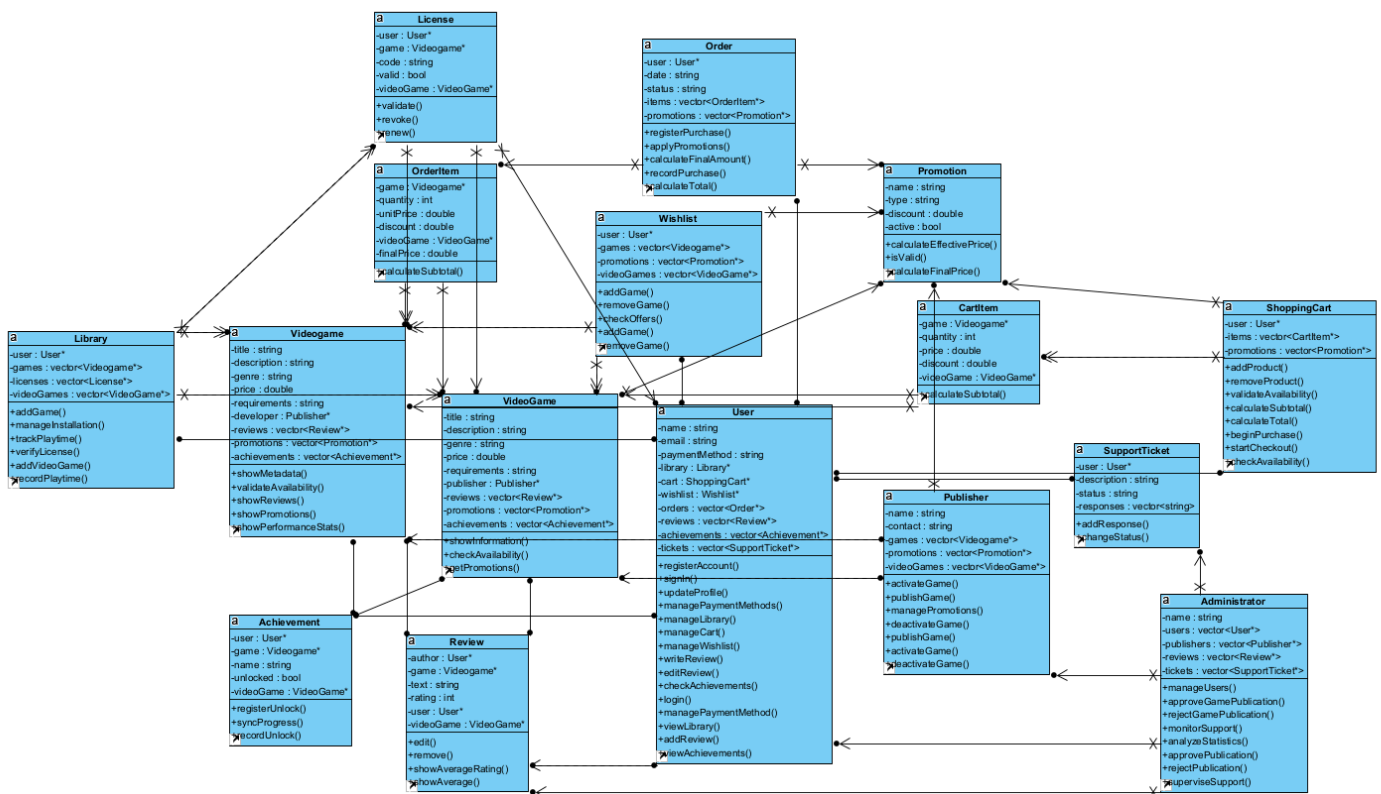 a
License
-user : User*
-game : Videogame*
-code : string
-valid : bool
-videoGame : VideoGame*
+validate()
+revoke()
+renew()
a
Order
-user : User*
-date : string
-status : string
-items : vector<OrderItem*>
-promotions : vector<Promotion*>
+registerPurchase()
+applyPromotions()
+calculateFinalAmount()
+recordPurchase()
+calculateTotal()
a
OrderItem
-game : Videogame*
-quantity : int
-unitPrice : double
-discount : double
-videoGame : VideoGame*
-finalPrice : double
+calculateSubtotal()
a
Promotion
-name : string
-type : string
-discount : double
-active : bool
+calculateEffectivePrice()
+isValid()
+calculateFinalPrice()
a
Wishlist
-user : User*
-games : vector<Videogame*>
-promotions : vector<Promotion*>
-videoGames : vector<VideoGame*>
+addGame()
+removeGame()
+checkOffers()
+addGame()
+removeGame()
a
CartItem
-game : Videogame*
-quantity : int
-price : double
-discount : double
-videoGame : VideoGame*
+calculateSubtotal()
a
ShoppingCart
-user : User*
-items : vector<CartItem*>
-promotions : vector<Promotion*>
+addProduct()
+removeProduct()
+validateAvailability()
+calculateSubtotal()
+calculateTotal()
+beginPurchase()
+startCheckout()
+checkAvailability()
a
Library
-user : User*
-games : vector<Videogame*>
-licenses : vector<License*>
-videoGames : vector<VideoGame*>
+addGame()
+manageInstallation()
+trackPlaytime()
+verifyLicense()
+addVideoGame()
+recordPlaytime()
a
Videogame
-title : string
-description : string
-genre : string
-price : double
-requirements : string
-developer : Publisher*
-reviews : vector<Review*>
-promotions : vector<Promotion*>
-achievements : vector<Achievement*>
+showMetadata()
+validateAvailability()
+showReviews()
+showPromotions()
+showPerformanceStats()
a
VideoGame
-title : string
-description : string
-genre : string
-price : double
-requirements : string
-publisher : Publisher*
-reviews : vector<Review*>
-promotions : vector<Promotion*>
-achievements : vector<Achievement*>
+showInformation()
+checkAvailability()
+getPromotions()
a
User
-name : string
-email : string
-paymentMethod : string
-library : Library*
-cart : ShoppingCart*
-wishlist : Wishlist*
-orders : vector<Order*>
-reviews : vector<Review*>
-achievements : vector<Achievement*>
-tickets : vector<SupportTicket*>
+registerAccount()
+signIn()
+updateProfile()
+managePaymentMethods()
+manageLibrary()
+manageCart()
+manageWishlist()
+writeReview()
+editReview()
+checkAchievements()
+login()
+managePaymentMethod()
+viewLibrary()
+addReview()
+viewAchievements()
a
SupportTicket
-user : User*
-description : string
-status : string
-responses : vector<string>
+addResponse()
+changeStatus()
a
Publisher
-name : string
-contact : string
-games : vector<Videogame*>
-promotions : vector<Promotion*>
-videoGames : vector<VideoGame*>
+activateGame()
+publishGame()
+managePromotions()
+deactivateGame()
+publishGame()
+activateGame()
+deactivateGame()
a
Administrator
-name : string
-users : vector<User*>
-publishers : vector<Publisher*>
-reviews : vector<Review*>
-tickets : vector<SupportTicket*>
+manageUsers()
+approveGamePublication()
+rejectGamePublication()
+monitorSupport()
+analyzeStatistics()
+approvePublication()
+rejectPublication()
+superviseSupport()
a
Achievement
-user : User*
-game : Videogame*
-name : string
-unlocked : bool
-videoGame : VideoGame*
+registerUnlock()
+syncProgress()
+recordUnlock()
a
Review
-author : User*
-game : Videogame*
-text : string
-rating : int
-user : User*
-videoGame : VideoGame*
+edit()
+remove()
+showAverageRating()
+showAverage()